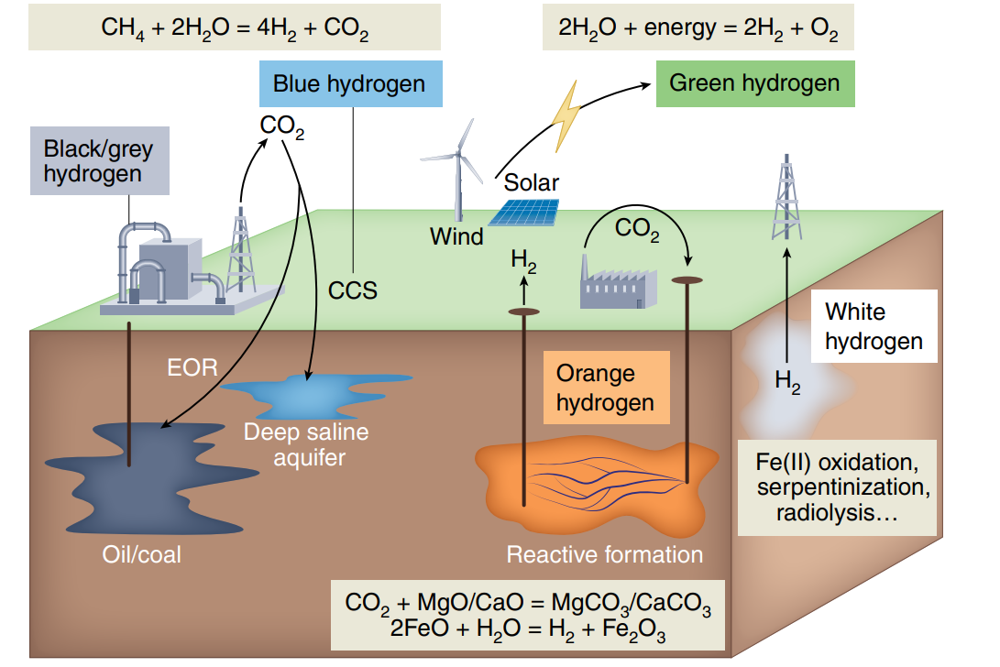 CH₄ + 2H₂O = 4H₂ + CO₂
2H₂O + energy = 2H₂ + O₂
Blue hydrogen
Green hydrogen
CO₂
Black/grey
hydrogen
Solar
Wind
CO₂
H₂
CCS
White
hydrogen
EOR
Orange
hydrogen
H₂
Deep saline
aquifer
Fe(II) oxidation,
serpentinization,
radiolysis...
Oil/coal
Reactive formation
CO₂ + MgO/CaO = MgCO₃/CaCO₃
2FeO + H₂O = H₂ + Fe₂O₃